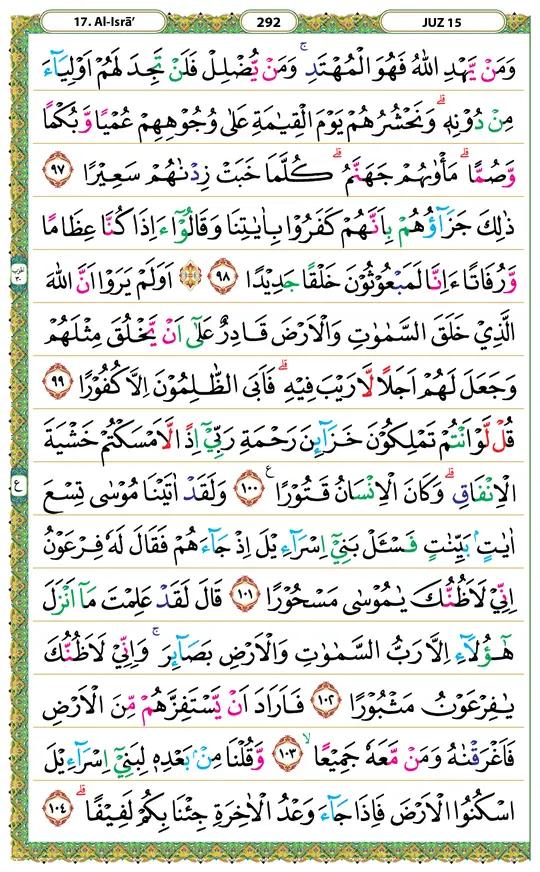 17. Al-Isrā’
292
JUZ 15
وَمَنْ يَّهْدِ اللّٰهُ فَهُوَ الْمُهْتَدِۚ وَمَنْ يُّضْلِلْ فَلَنْ تَجِدَ لَهُمْ اَوْلِيَاۤءَ
مِنْ دُوْنِهٖۗ وَنَحْشُرُهُمْ يَوْمَ الْقِيٰمَةِ عَلٰى وُجُوْهِهِمْ عُمْيًا وَّبُكْمًا
وَّصُمًّاۗ مَأْوٰىهُمْ جَهَنَّمُۗ كُلَّمَا خَبَتْ زِدْنٰهُمْ سَعِيْرًا ٩٧
ذٰلِكَ جَزَاۤؤُهُمْ بِاَنَّهُمْ كَفَرُوْا بِاٰيٰتِنَا وَقَالُوْٓا ءَاِذَا كُنَّا عِظَامًا
وَّرُفَاتًا ءَاِنَّا لَمَبْعُوْثُوْنَ خَلْقًا جَدِيْدًا ٩٨ اَوَلَمْ يَرَوْا اَنَّ اللّٰهَ
الَّذِيْ خَلَقَ السَّمٰوٰتِ وَالْاَرْضَ قَادِرٌ عَلٰٓى اَنْ يَّخْلُقَ مِثْلَهُمْ
وَجَعَلَ لَهُمْ اَجَلًا لَّا رَيْبَ فِيْهِۗ فَاَبَى الظّٰلِمُوْنَ اِلَّا كُفُوْرًا ٩٩
قُلْ لَّوْ اَنْتُمْ تَمْلِكُوْنَ خَزَاۤىِٕنَ رَحْمَةِ رَبِّيْٓ اِذًا لَّاَمْسَكْتُمْ خَشْيَةَ
الْاِنْفَاقِۗ وَكَانَ الْاِنْسَانُ قَتُوْرًا ࣖ ١٠٠ وَلَقَدْ اٰتَيْنَا مُوْسٰى تِسْعَ
اٰيٰتٍۢ بَيِّنٰتٍ فَسْـَٔلْ بَنِيْٓ اِسْرَاۤءِيْلَ اِذْ جَاۤءَهُمْ فَقَالَ لَهٗ فِرْعَوْنُ
اِنِّيْ لَاَظُنُّكَ يٰمُوْسٰى مَسْحُوْرًا ١٠١ قَالَ لَقَدْ عَلِمْتَ مَآ اَنْزَلَ
هٰٓؤُلَاۤءِ اِلَّا رَبُّ السَّمٰوٰتِ وَالْاَرْضِ بَصَاۤىِٕرَۚ وَاِنِّيْ لَاَظُنُّكَ
يٰفِرْعَوْنُ مَثْبُوْرًا ١٠٢ فَاَرَادَ اَنْ يَّسْتَفِزَّهُمْ مِّنَ الْاَرْضِ
فَاَغْرَقْنٰهُ وَمَنْ مَّعَهٗ جَمِيْعًاۙ ١٠٣ وَّقُلْنَا مِنْۢ بَعْدِهٖ لِبَنِيْٓ اِسْرَاۤءِيْلَ
اسْكُنُوا الْاَرْضَ فَاِذَا جَاۤءَ وَعْدُ الْاٰخِرَةِ جِئْنَا بِكُمْ لَفِيْفًاۗ ١٠٤
ع